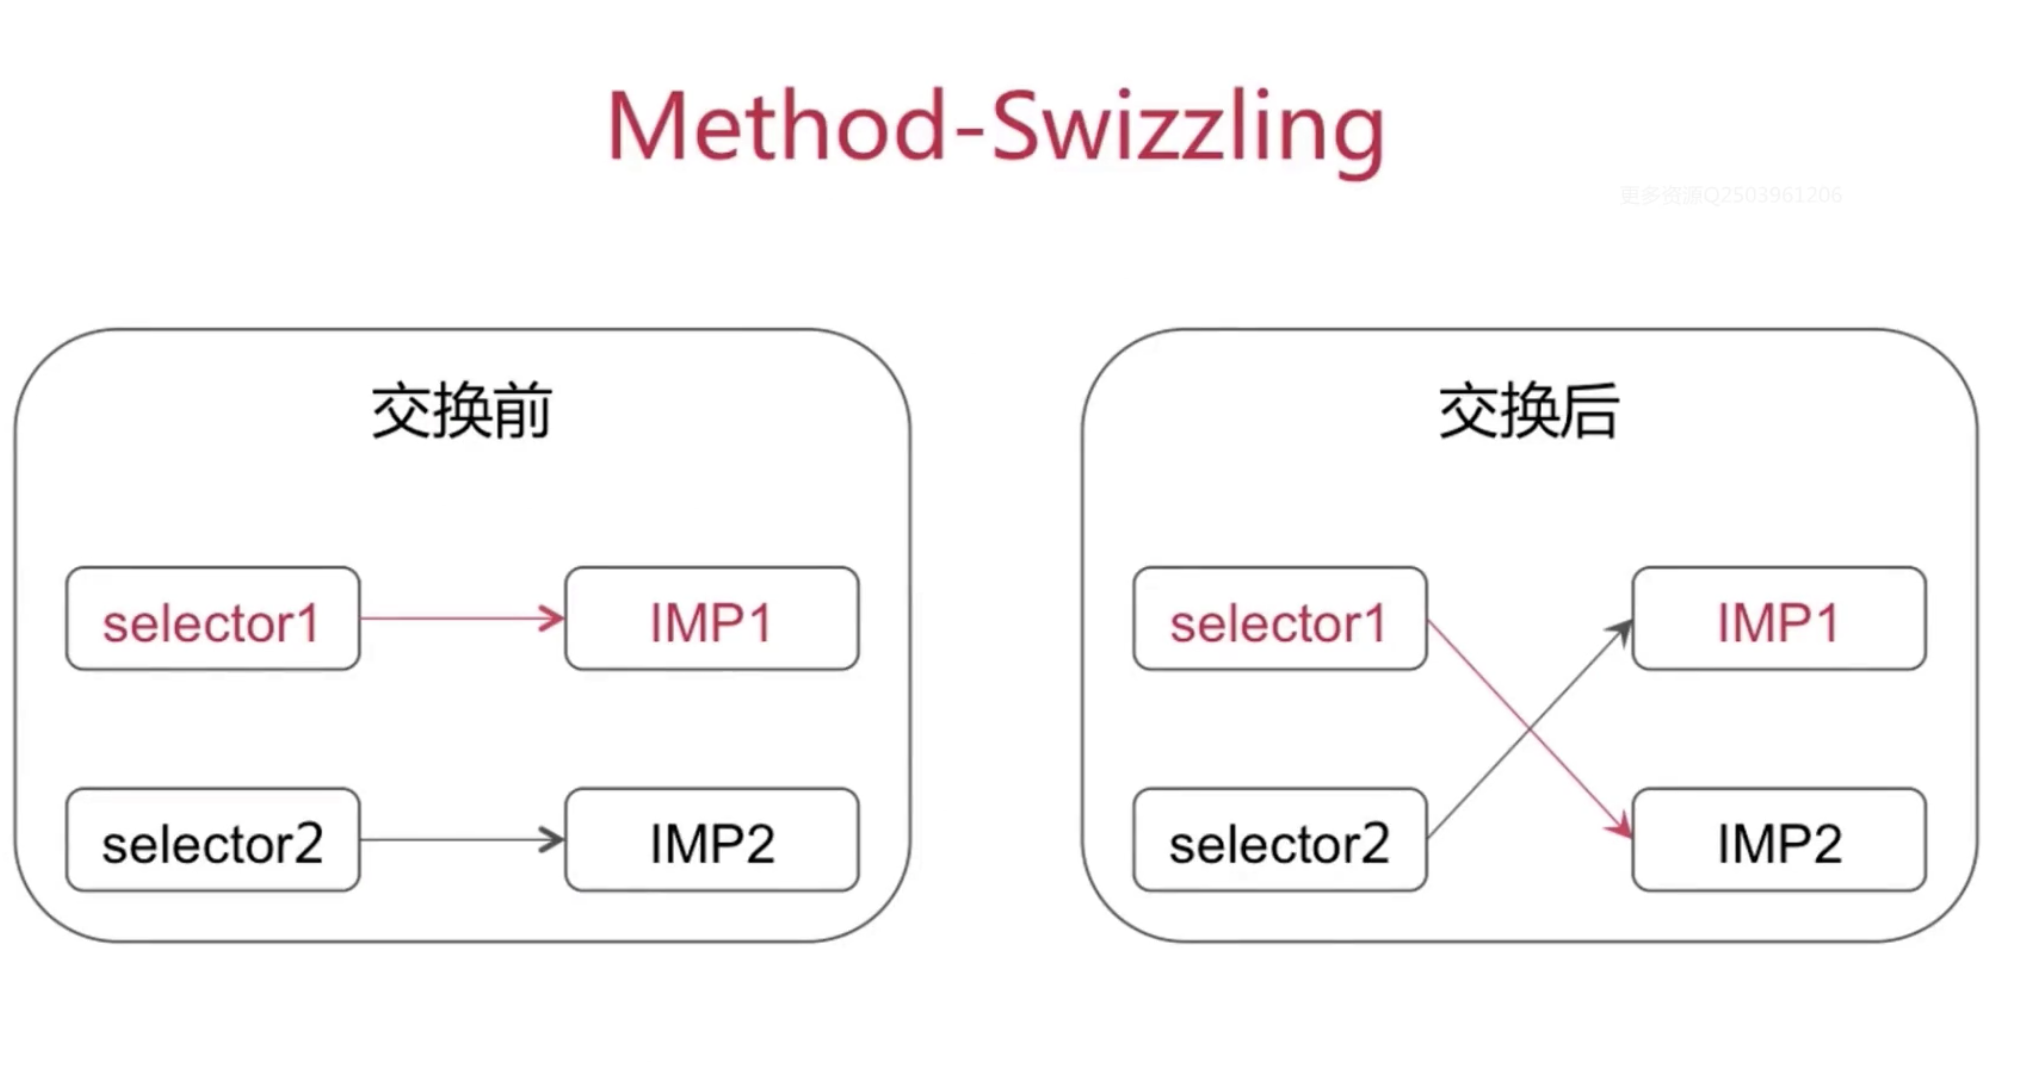 Method-Swizzling
更多资源Q2503961206
交换前
selector1
IMP1
selector2
IMP2
交换后
selector1
IMP1
selector2
IMP2